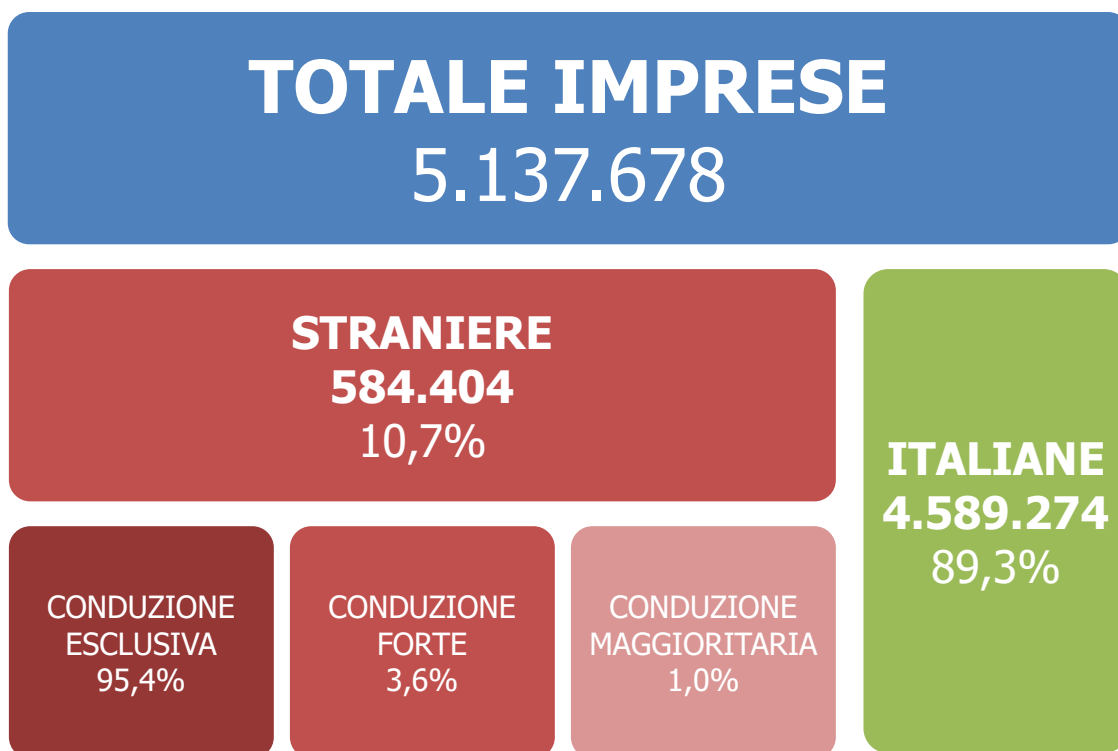 TOTALE IMPRESE
5.137.678
STRANIERE
584.404
10,7%
ITALIANE
4.589.274
89,3%
CONDUZIONE
ESCLUSIVA
95,4%
CONDUZIONE
FORTE
3,6%
CONDUZIONE
MAGGIORITARIA
1,0%